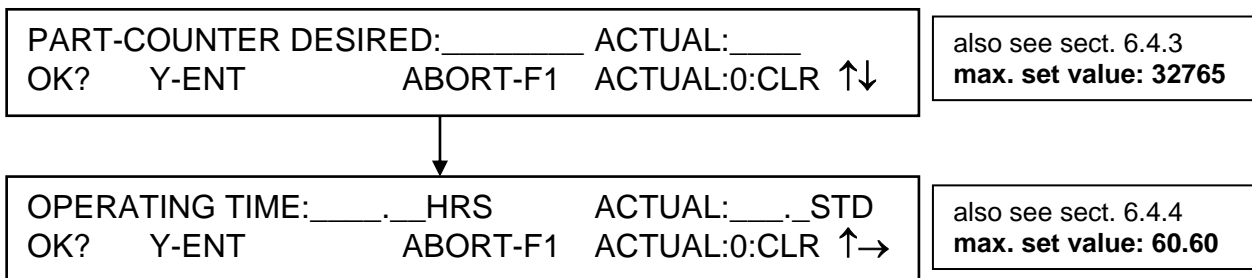 PART-COUNTER DESIRED:________ ACTUAL:____
OK? Y-ENT ABORT-F1 ACTUAL:0:CLR ↑↓
also see sect. 6.4.3
max. set value: 32765
OPERATING TIME:____.__HRS ACTUAL:___._STD
OK? Y-ENT ABORT-F1 ACTUAL:0:CLR ↑→
also see sect. 6.4.4
max. set value: 60.60